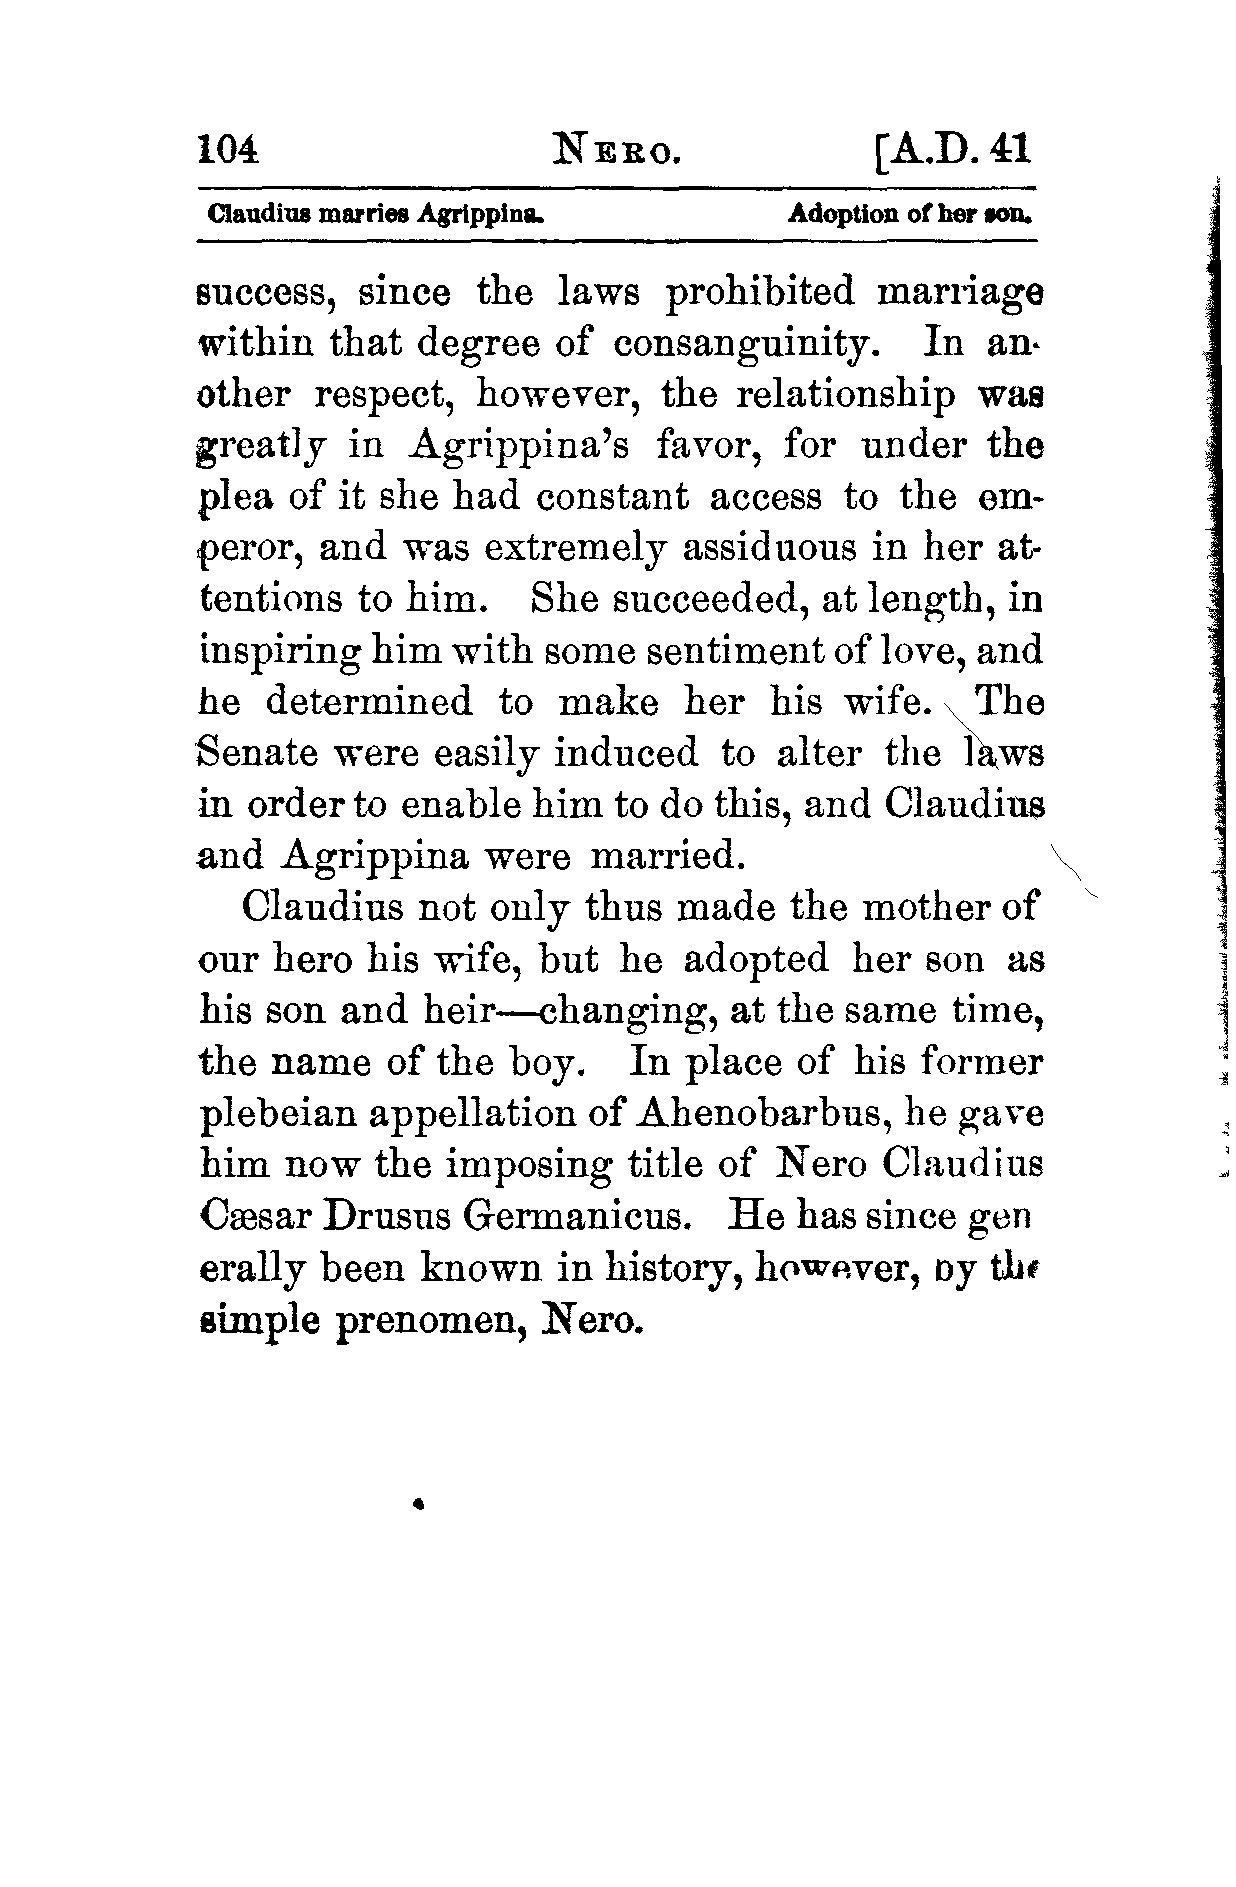 104 NERO. [A.D. 41
Claudius marries Agrippina. Adoption of her son.
success, since the laws prohibited marriage
within that degree of consanguinity. In an-
other respect, however, the relationship was
greatly in Agrippina's favor, for under the
plea of it she had constant access to the em-
peror, and was extremely assiduous in her at-
tentions to him. She succeeded, at length, in
inspiring him with some sentiment of love, and
he determined to make her his wife. The
Senate were easily induced to alter the laws
in order to enable him to do this, and Claudius
and Agrippina were married.
Claudius not only thus made the mother of
our hero his wife, but he adopted her son as
his son and heir—changing, at the same time,
the name of the boy. In place of his former
plebeian appellation of Ahenobarbus, he gave
him now the imposing title of Nero Claudius
Cæsar Drusus Germanicus. He has since gen
erally been known in history, however, by the
simple prenomen, Nero.